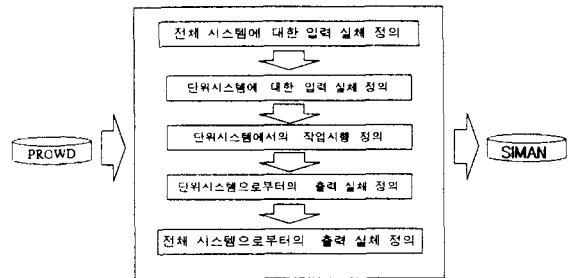 전체 시스템에 대한 입력 실체 정의
단위시스템에 대한 입력 실체 정의
단위시스템에서의 작업시행 정의
PROWD
SIMAN
단위시스템으로부터의 출력 실체 정의
전체 시스템으로부터의 출력 실체 정의